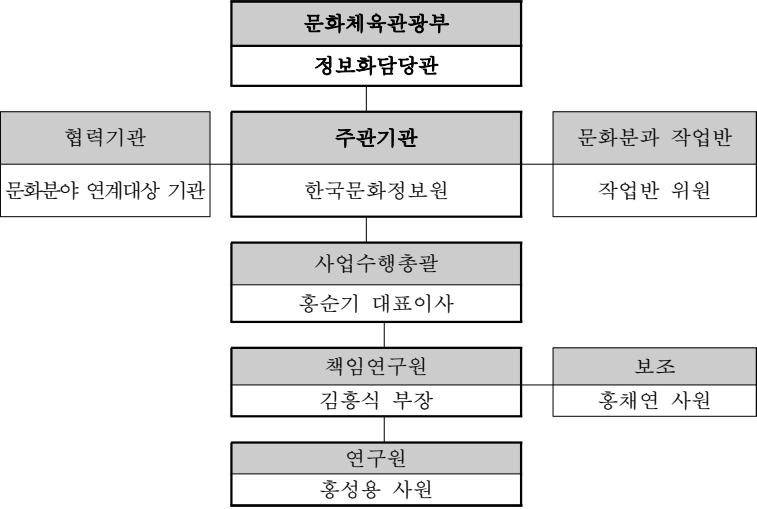 문화체육관광부
정보화담당관
협력기관
문화분야 연계대상 기관
주관기관
한국문화정보원
문화분과 작업반
작업반 위원
사업수행총괄
홍순기 대표이사
책임연구원
김흥식 부장
보조
홍채연 사원
연구원
홍성용 사원